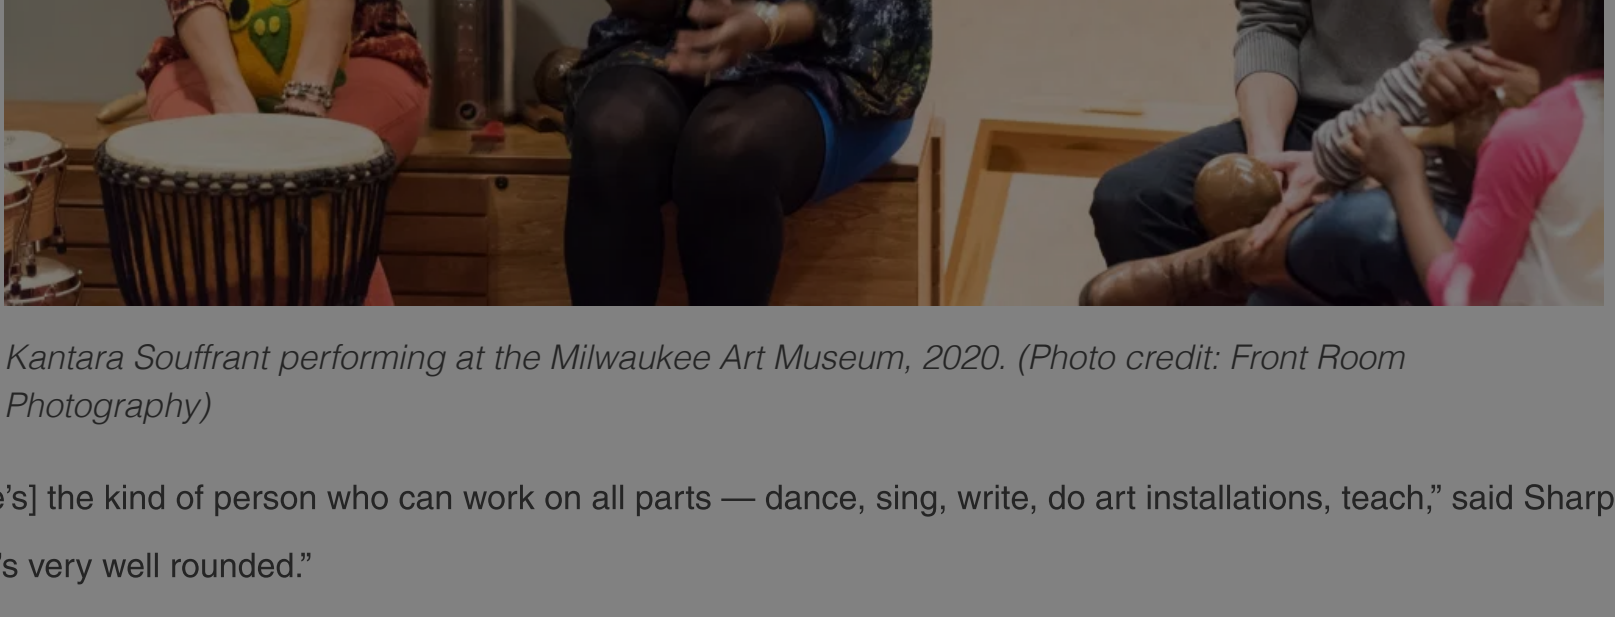 Kantara Souffrant performing at the Milwaukee Art Museum, 2020. (Photo credit: Front Room
Photography)
’s] the kind of person who can work on all parts — dance, sing, write, do art installations, teach,” said Sharp
’s very well rounded.”